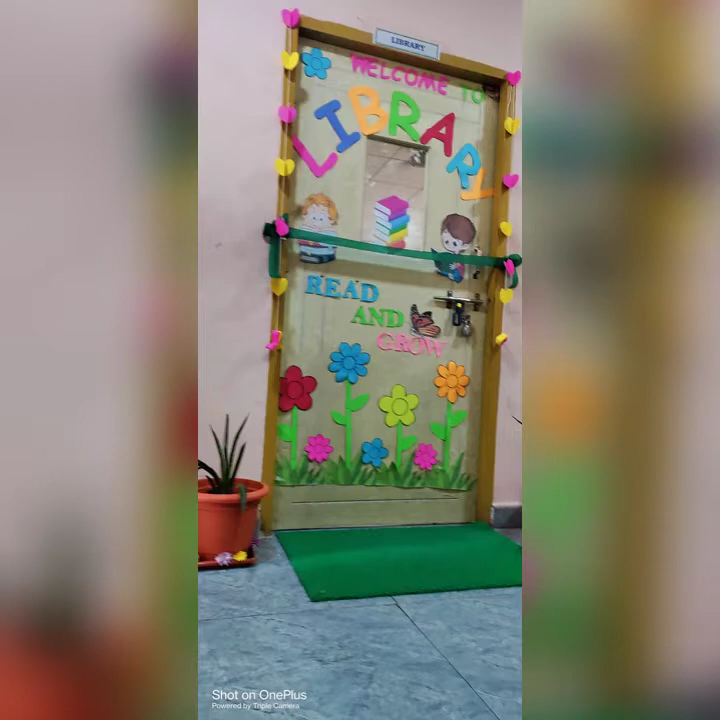 LIBRARY
WELCOME TO
LIBRARY
READ
AND
GROW
Shot on OnePlus
Powered by Triple Camera